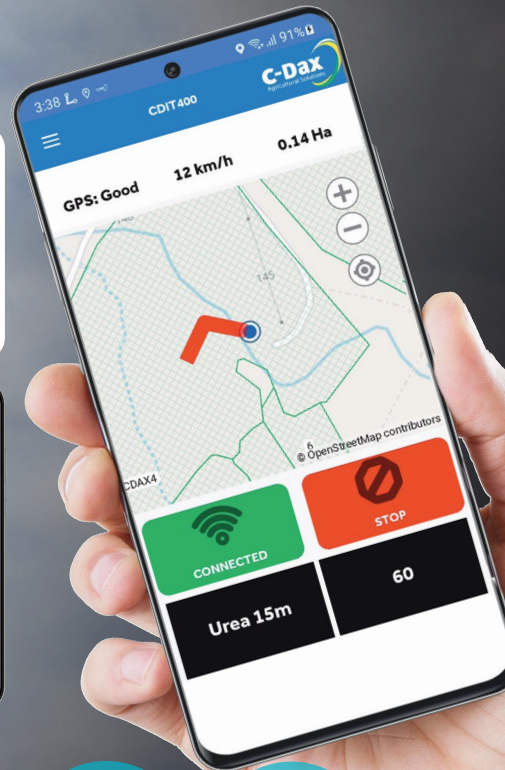 3:38
91%
C-Dax
Agricultural Solutions
CDIT400
GPS: Good
12 km/h
0.14 Ha
145
6
© OpenStreetMap contributors
CDAX4
CONNECTED
STOP
Urea 15m
60